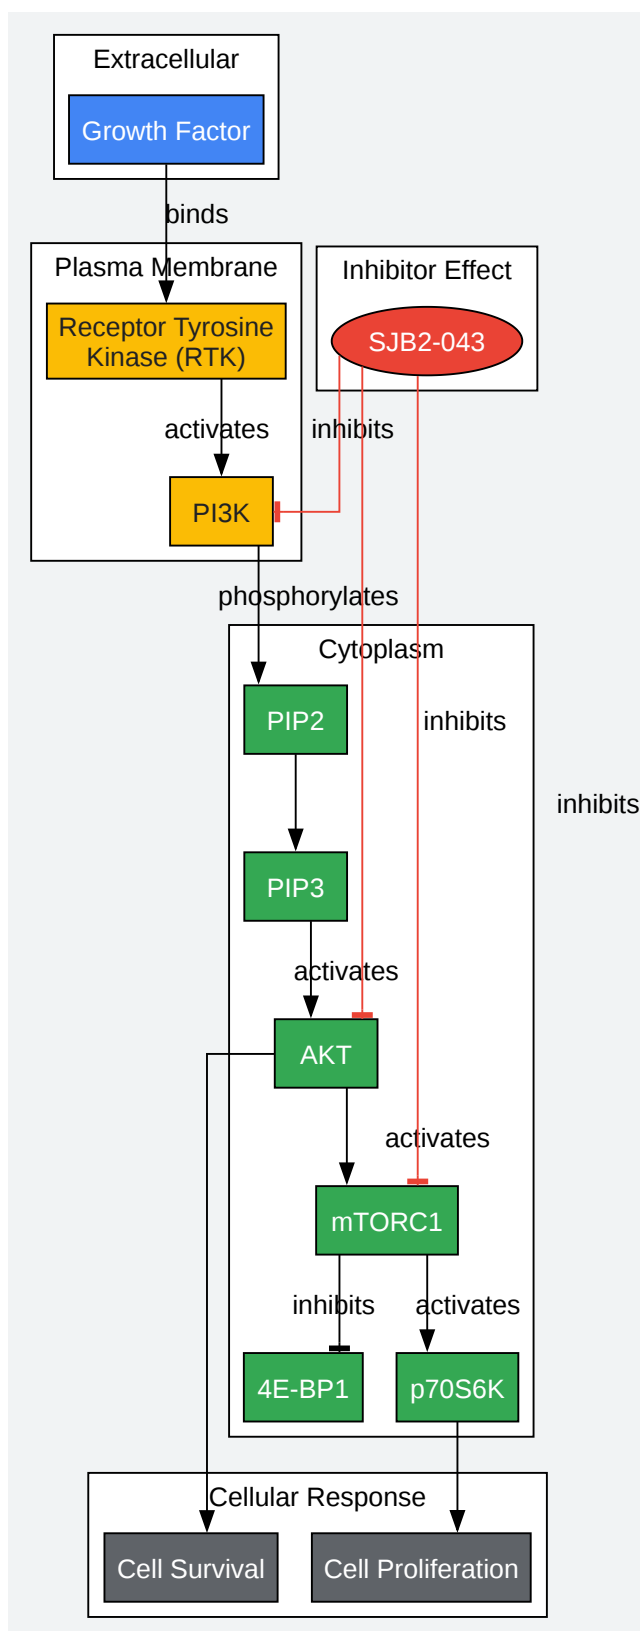 Extracellular
Growth Factor
binds
Plasma Membrane
Inhibitor Effect
Receptor Tyrosine
Kinase (RTK)
SJB2-043
activates
inhibits
PI3K
phosphorylates
Cytoplasm
PIP2
inhibits
inhibits
PIP3
activates
AKT
activates
mTORC1
inhibits
activates
4E-BP1
p70S6K
Cellular Response
Cell Survival
Cell Proliferation